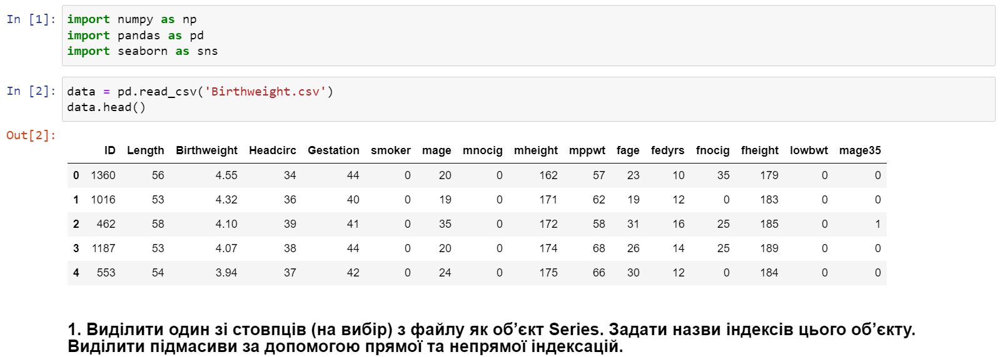 In [1]: import numpy as np
import pandas as pd
import seaborn as sns
In [2]: data = pd.read_csv('Birthweight.csv')
data.head()
Out[2]:
ID Length Birthweight Headcirc Gestation smoker mage mnocig mheight mppwt fage fedyrs fnocig fheight lowbwt mage35
0 1360 56 4.55 34 44 0 20 0 162 57 23 10 35 179 0 0
1 1016 53 4.32 36 40 0 19 0 171 62 19 12 0 183 0 0
2 462 58 4.10 39 41 0 35 0 172 58 31 16 25 185 0 1
3 1187 53 4.07 38 44 0 20 0 174 68 26 14 25 189 0 0
4 553 54 3.94 37 42 0 24 0 175 66 30 12 0 184 0 0
1. Виділити один зі стовпців (на вибір) з файлу як об’єкт Series. Задати назви індексів цього об’єкту.
Виділити підмасиви за допомогою прямої та непрямої індексацій.